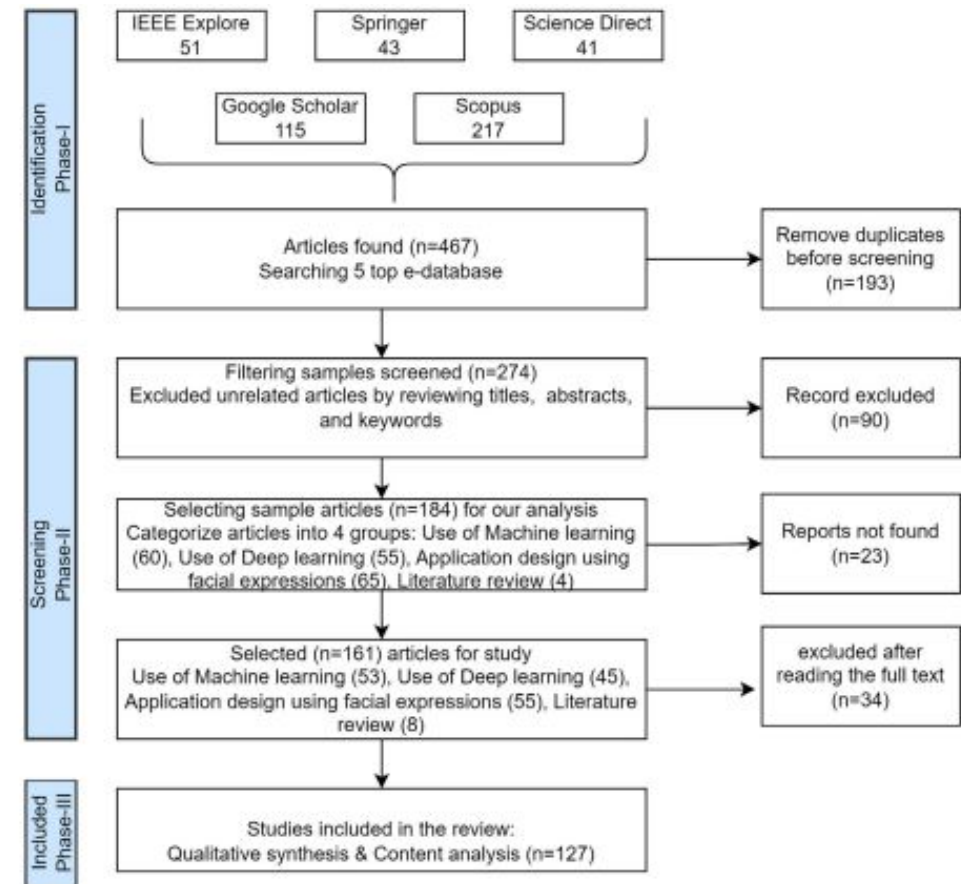 Identification
Phase-I
IEEE Explore
51
Springer
43
Science Direct
41
Google Scholar
115
Scopus
217
Articles found (n=467)
Searching 5 top e-database
Remove duplicates
before screening
(n=193)
Screening
Phase-II
Filtering samples screened (n=274)
Excluded unrelated articles by reviewing titles, abstracts,
and keywords
Record excluded
(n=90)
Selecting sample articles (n=184) for our analysis
Categorize articles into 4 groups: Use of Machine learning
(60), Use of Deep learning (55), Application design using
facial expressions (65), Literature review (4)
Reports not found
(n=23)
Selected (n=161) articles for study
Use of Machine learning (53), Use of Deep learning (45),
Application design using facial expressions (55), Literature
review (8)
excluded after
reading the full text
(n=34)
Included
Phase-III
Studies included in the review:
Qualitative synthesis & Content analysis (n=127)